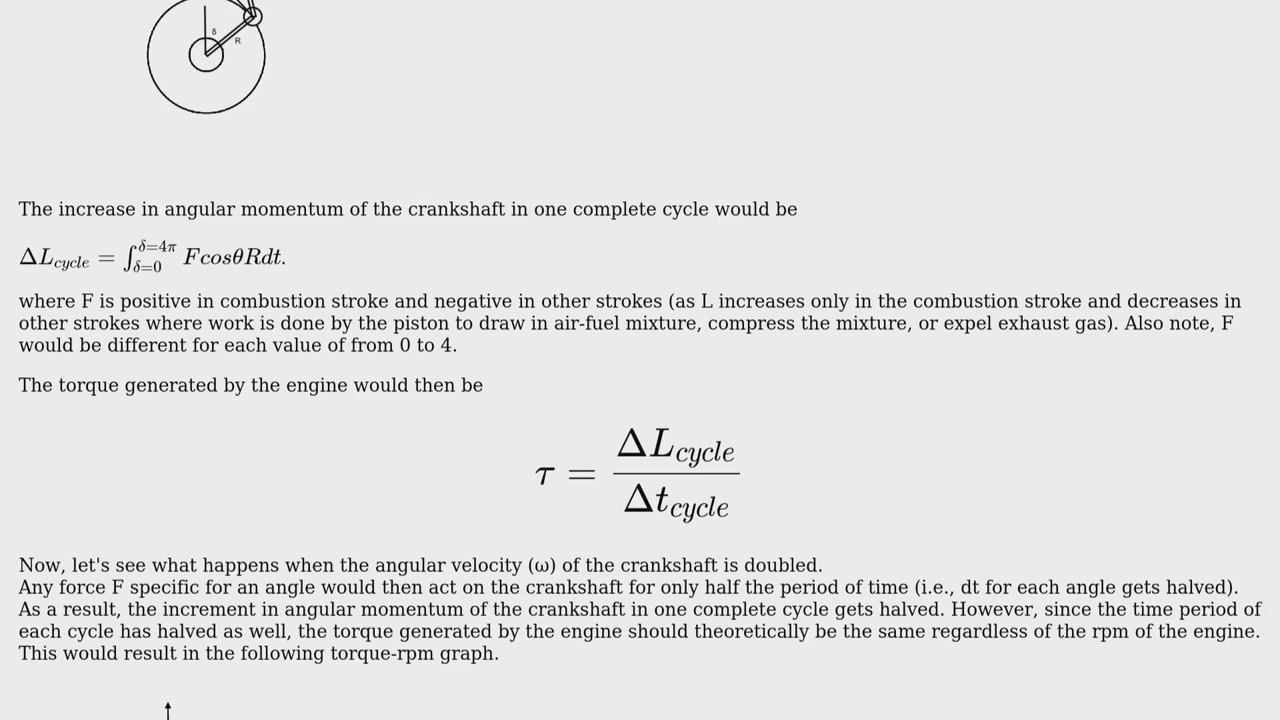 δ
R
The increase in angular momentum of the crankshaft in one complete cycle would be
ΔL_{cycle} = ∫_{δ=0}^{δ=4π} FcosθRdt.
where F is positive in combustion stroke and negative in other strokes (as L increases only in the combustion stroke and decreases in
other strokes where work is done by the piston to draw in air-fuel mixture, compress the mixture, or expel exhaust gas). Also note, F
would be different for each value of from 0 to 4.
The torque generated by the engine would then be
τ = ΔL_{cycle} / Δt_{cycle}
Now, let's see what happens when the angular velocity (ω) of the crankshaft is doubled.
Any force F specific for an angle would then act on the crankshaft for only half the period of time (i.e., dt for each angle gets halved).
As a result, the increment in angular momentum of the crankshaft in one complete cycle gets halved. However, since the time period of
each cycle has halved as well, the torque generated by the engine should theoretically be the same regardless of the rpm of the engine.
This would result in the following torque-rpm graph.